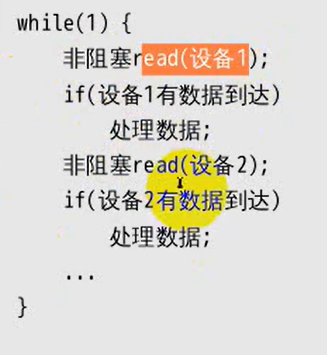 while(1) {
非阻塞read(设备1);
if(设备1有数据到达)
处理数据;
非阻塞read(设备2);
if(设备2有数据到达)
处理数据;
...
}